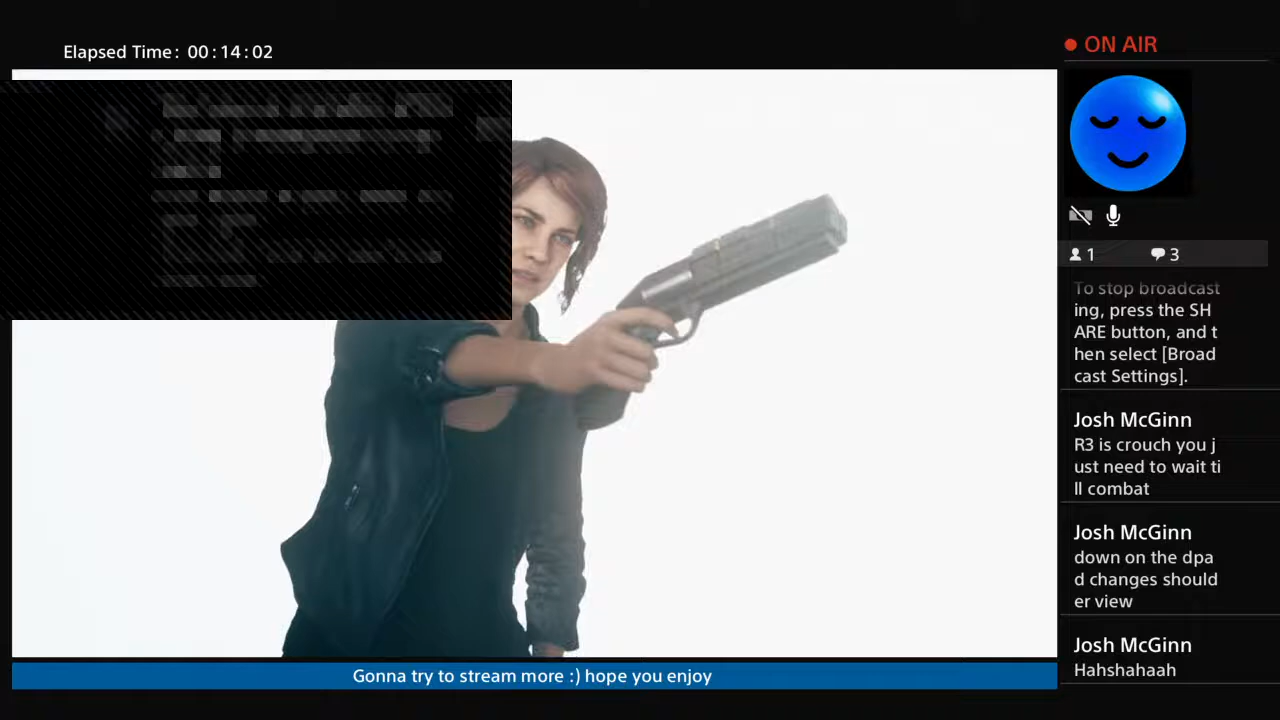 Elapsed Time: 00:14:02
ON AIR
1
3
To stop broadcast
ing, press the SH
ARE button, and t
hen select [Broad
cast Settings].
Josh McGinn
R3 is crouch you j
ust need to wait ti
ll combat
Josh McGinn
down on the dpa
d changes should
er view
Josh McGinn
Hahshahaah
Gonna try to stream more :) hope you enjoy